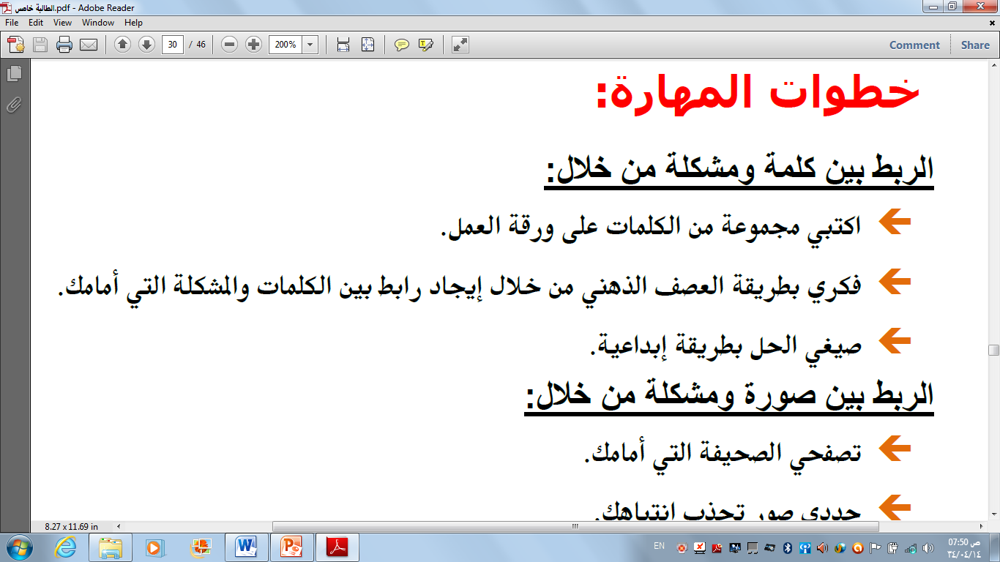 الطالبة خامس.pdf - Adobe Reader
File Edit View Window Help
30 / 46 200% Comment Share
خطوات المهارة:
الربط بين كلمة ومشكلة من خلال:
اكتبي مجموعة من الكلمات على ورقة العمل.
فكري بطريقة العصف الذهني من خلال إيجاد رابط بين الكلمات والمشكلة التي أمامك.
صيغي الحل بطريقة إبداعية.
الربط بين صورة ومشكلة من خلال:
تصفحي الصحيفة التي أمامك.
حددي صور تجذب انتباهك.
8.27 x 11.69 in
EN
07:50 ص
٣٤/٠٤/١٤